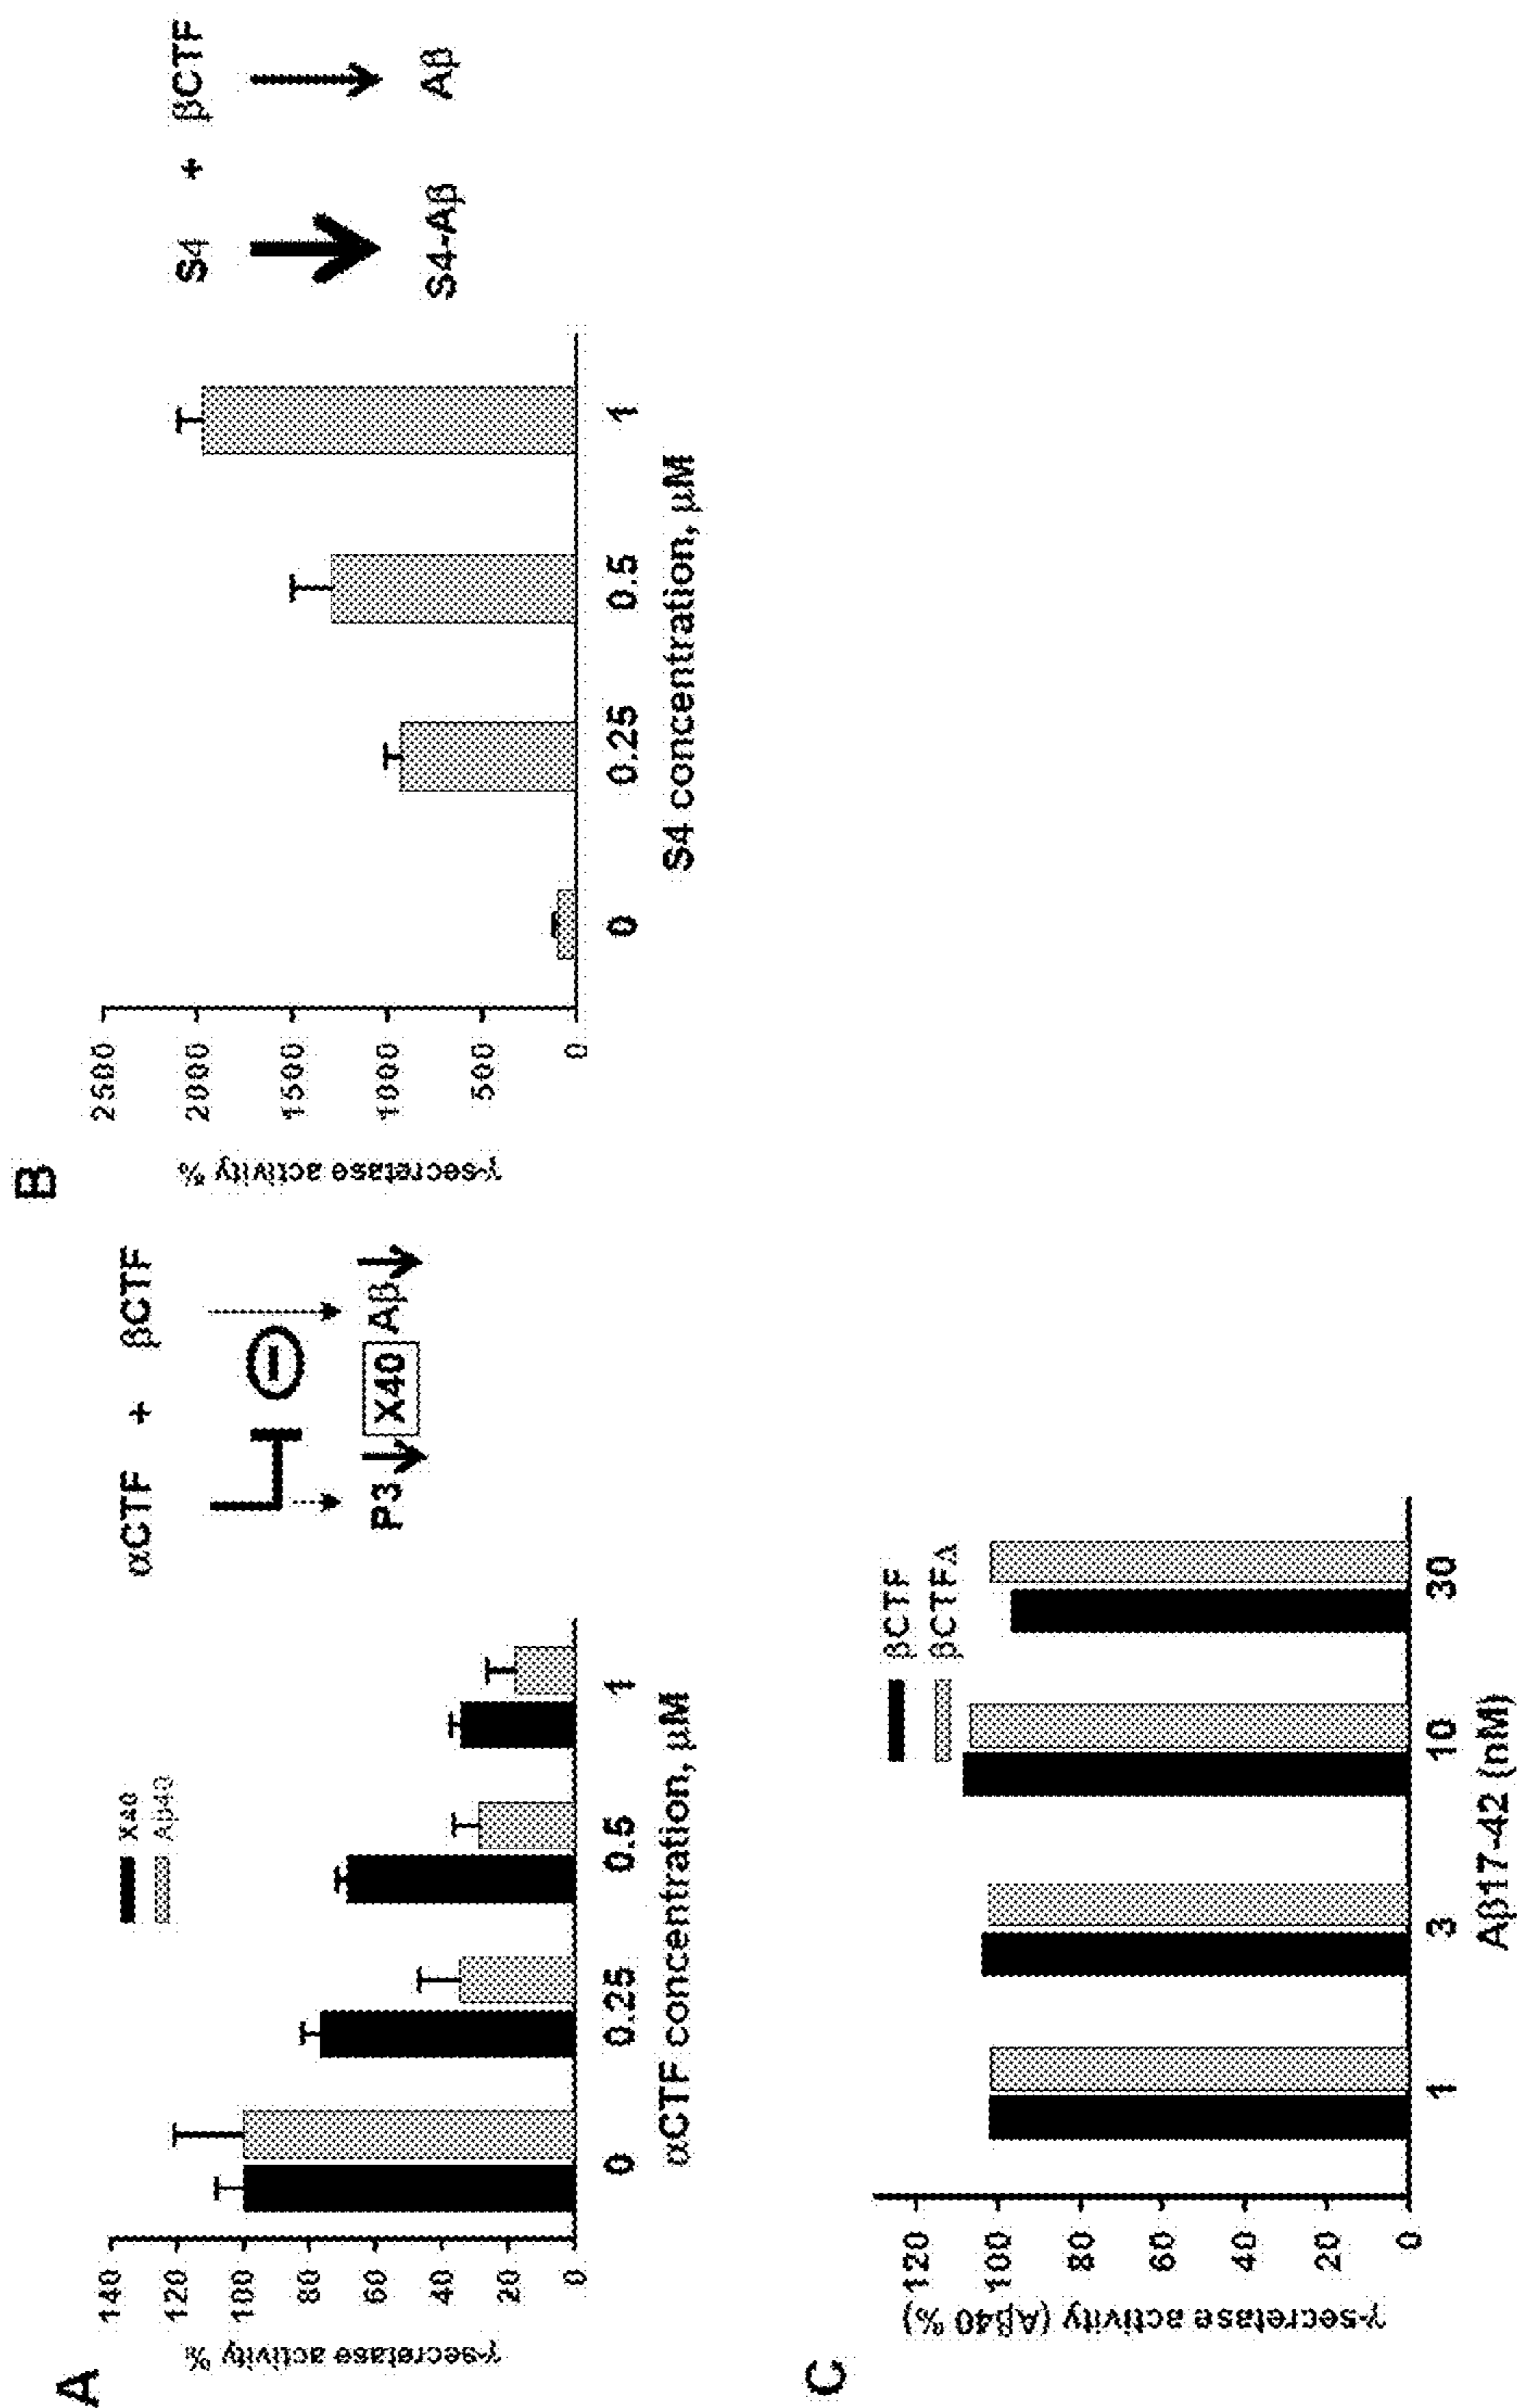 A
γ-secretase activity %
140
120
100
80
60
40
20
0
X40
Aβ40
0 0.25 0.5 1
αCTF concentration, μM
αCTF + βCTF
P3 X40 Aβ
B
γ-secretase activity %
2500
2000
1500
1000
500
0
0 0.25 0.5 1
S4 concentration, μM
S4 + βCTF
S4-Aβ Aβ
C
γ-secretase activity (Aβ40 %)
120
100
80
60
40
20
0
βCTF
βCTFΔ
1 3 10 30
Aβ17-42 (nM)